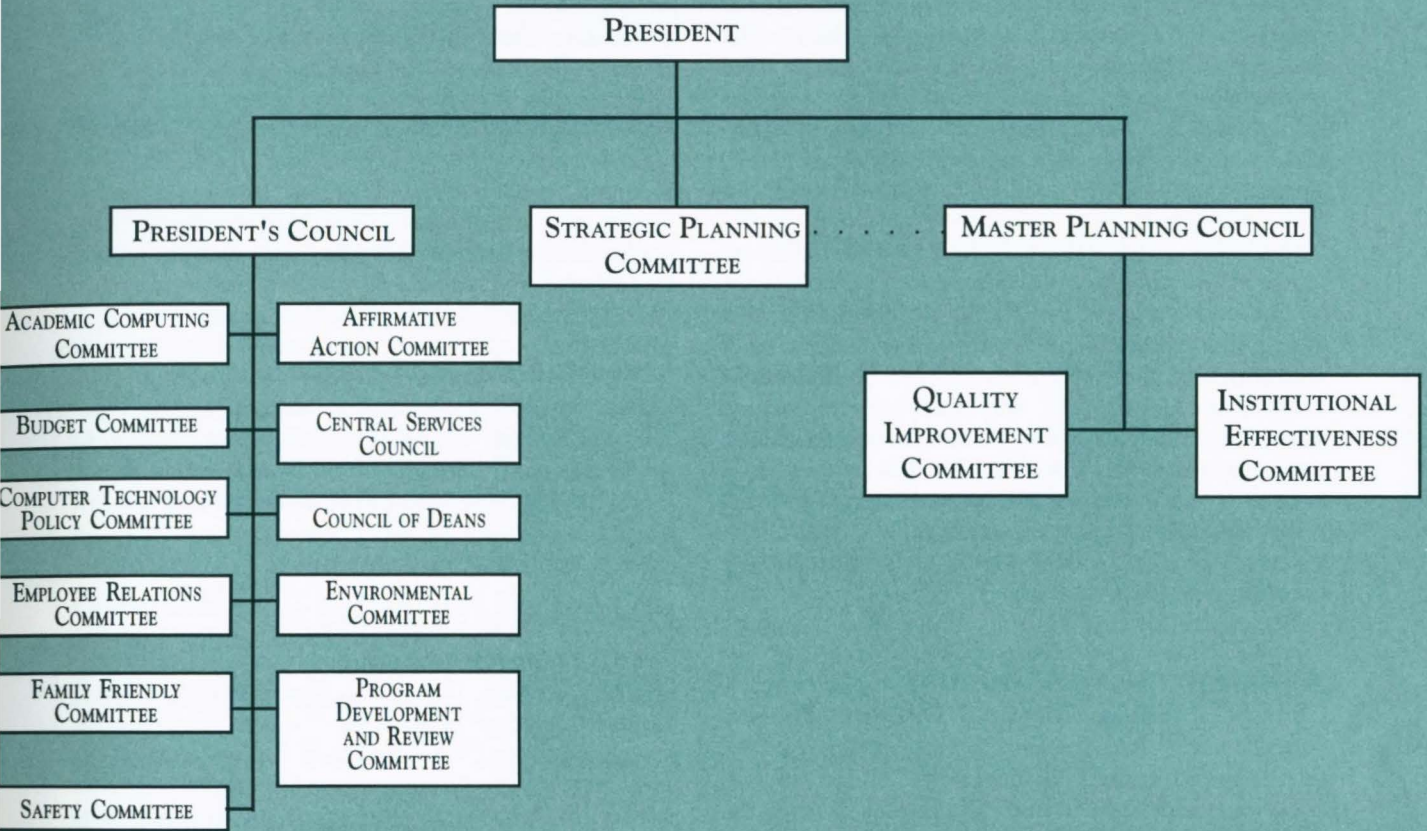 PRESIDENT
PRESIDENT'S COUNCIL
STRATEGIC PLANNING
COMMITTEE
MASTER PLANNING COUNCIL
ACADEMIC COMPUTING
COMMITTEE
AFFIRMATIVE
ACTION COMMITTEE
BUDGET COMMITTEE
CENTRAL SERVICES
COUNCIL
COMPUTER TECHNOLOGY
POLICY COMMITTEE
COUNCIL OF DEANS
EMPLOYEE RELATIONS
COMMITTEE
ENVIRONMENTAL
COMMITTEE
FAMILY FRIENDLY
COMMITTEE
PROGRAM
DEVELOPMENT
AND REVIEW
COMMITTEE
SAFETY COMMITTEE
QUALITY
IMPROVEMENT
COMMITTEE
INSTITUTIONAL
EFFECTIVENESS
COMMITTEE